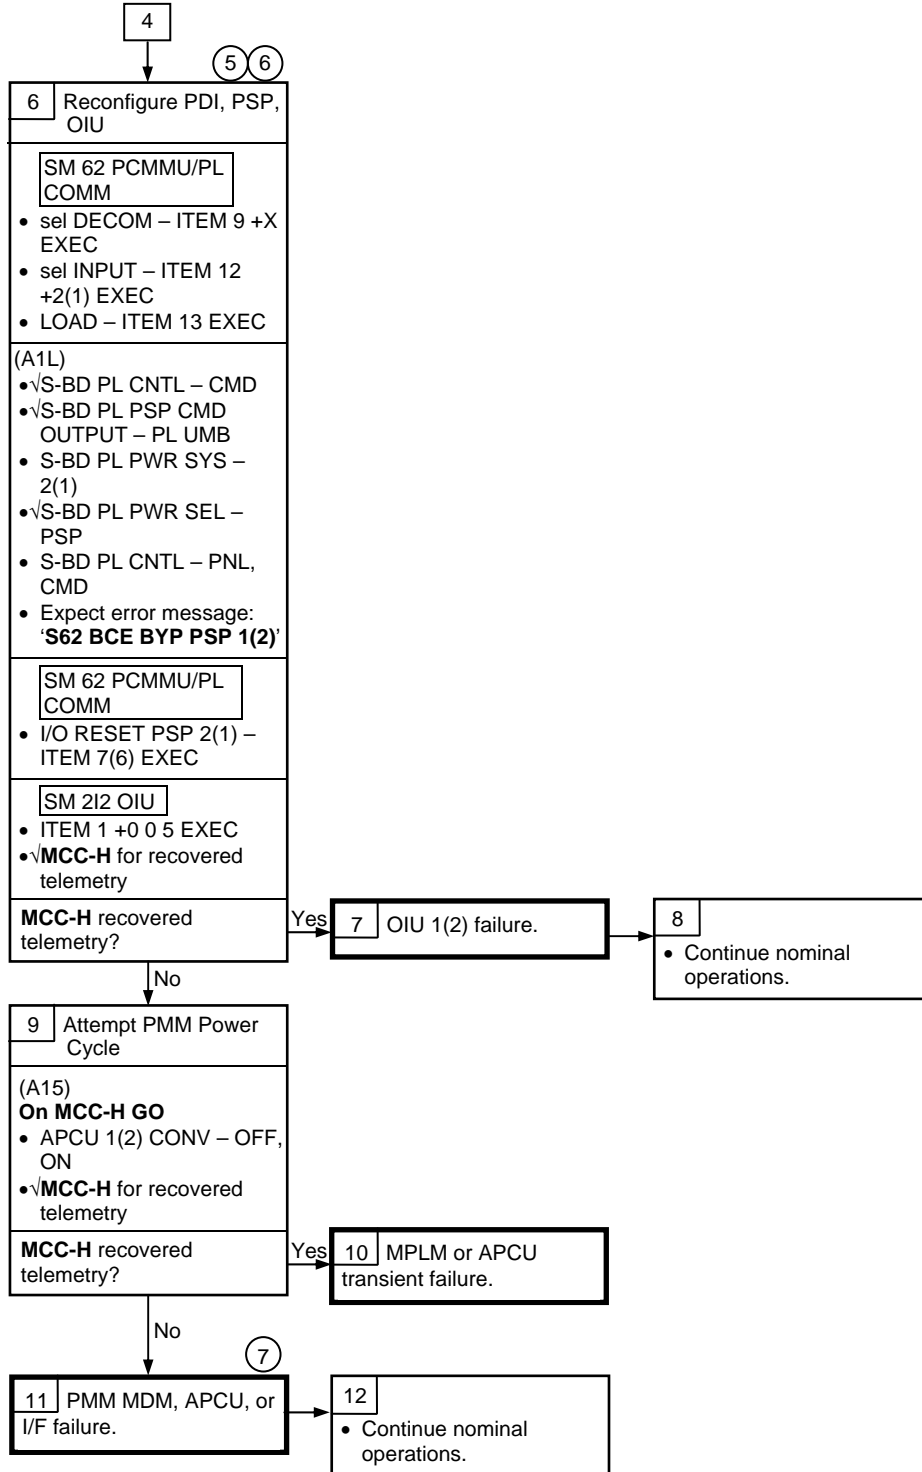 4
5 6
6 Reconfigure PDI, PSP,
OIU
SM 62 PCMMU/PL
COMM
• sel DECOM – ITEM 9 +X
EXEC
• sel INPUT – ITEM 12
+2(1) EXEC
• LOAD – ITEM 13 EXEC
(A1L)
•√S-BD PL CNTL – CMD
•√S-BD PL PSP CMD
OUTPUT – PL UMB
• S-BD PL PWR SYS –
2(1)
•√S-BD PL PWR SEL –
PSP
• S-BD PL CNTL – PNL,
CMD
• Expect error message:
‘S62 BCE BYP PSP 1(2)’
SM 62 PCMMU/PL
COMM
• I/O RESET PSP 2(1) –
ITEM 7(6) EXEC
SM 2I2 OIU
• ITEM 1 +0 0 5 EXEC
•√MCC-H for recovered
telemetry
MCC-H recovered
telemetry?
Yes
7 OIU 1(2) failure.
8
• Continue nominal
operations.
No
9 Attempt PMM Power
Cycle
(A15)
On MCC-H GO
• APCU 1(2) CONV – OFF,
ON
•√MCC-H for recovered
telemetry
MCC-H recovered
telemetry?
Yes
10 MPLM or APCU
transient failure.
No
7
11 PMM MDM, APCU, or
I/F failure.
12
• Continue nominal
operations.